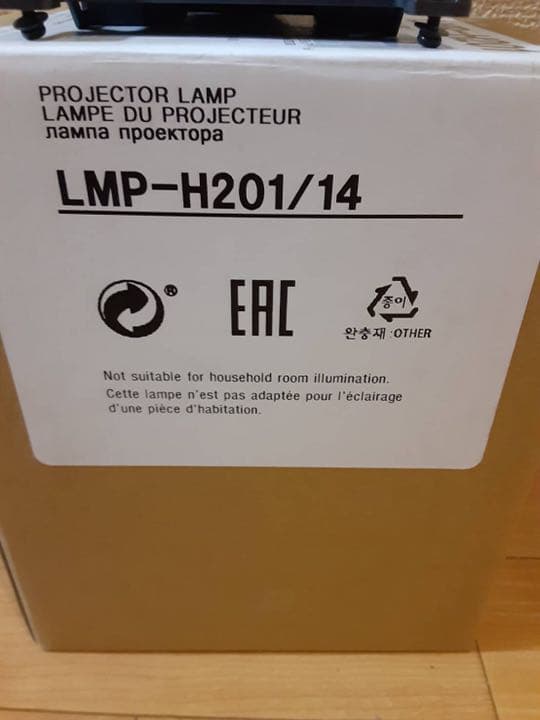 PROJECTOR LAMP
LAMPE DU PROJECTEUR
лампа проектора
LMP-H201/14
®
EAC
종이
완충재 :OTHER
Not suitable for household room illumination.
Cette lampe n'est pas adaptée pour l'éclairage
d'une pièce d'habitation.